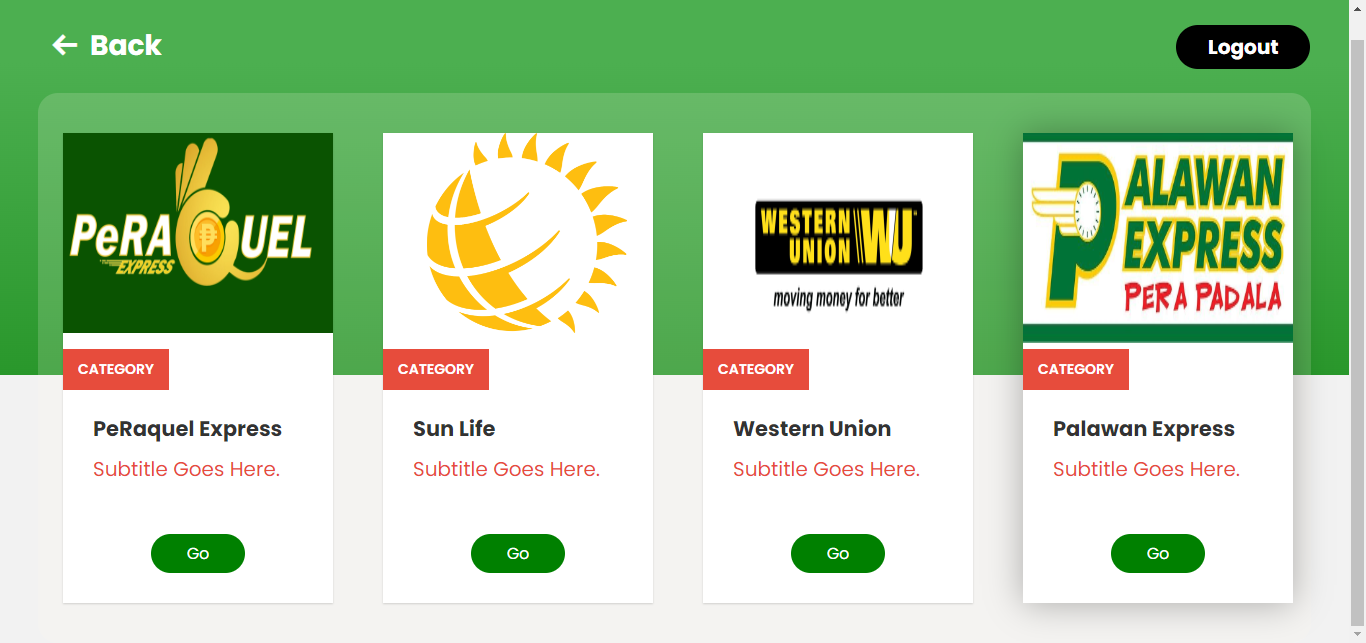 Back
Logout
PeRAQUEL
EXPRESS
WESTERN
UNION
WU
moving money for better
PALAWAN
EXPRESS
PERA PADALA
CATEGORY
CATEGORY
CATEGORY
CATEGORY
PeRaquel Express
Sun Life
Western Union
Palawan Express
Subtitle Goes Here.
Subtitle Goes Here.
Subtitle Goes Here.
Subtitle Goes Here.
Go
Go
Go
Go